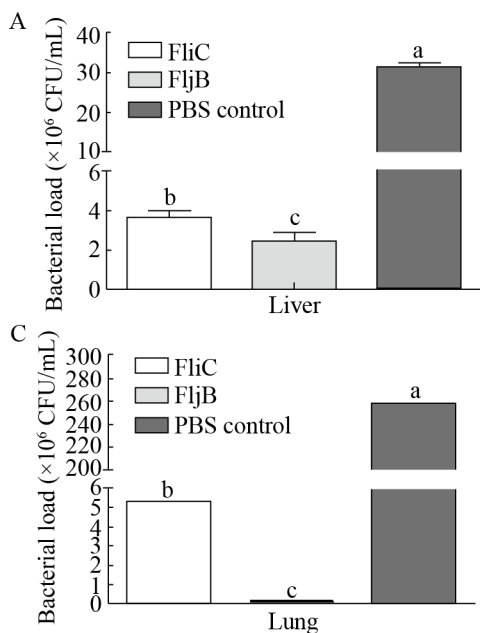 A
Bacterial load (×10⁶ CFU/mL)
40
30
20
10
6
4
2
0
FliC
FljB
PBS control
b
c
a
Liver
C
Bacterial load (×10⁶ CFU/mL)
300
280
260
240
220
200
6
5
4
3
2
1
0
FliC
FljB
PBS control
b
c
a
Lung